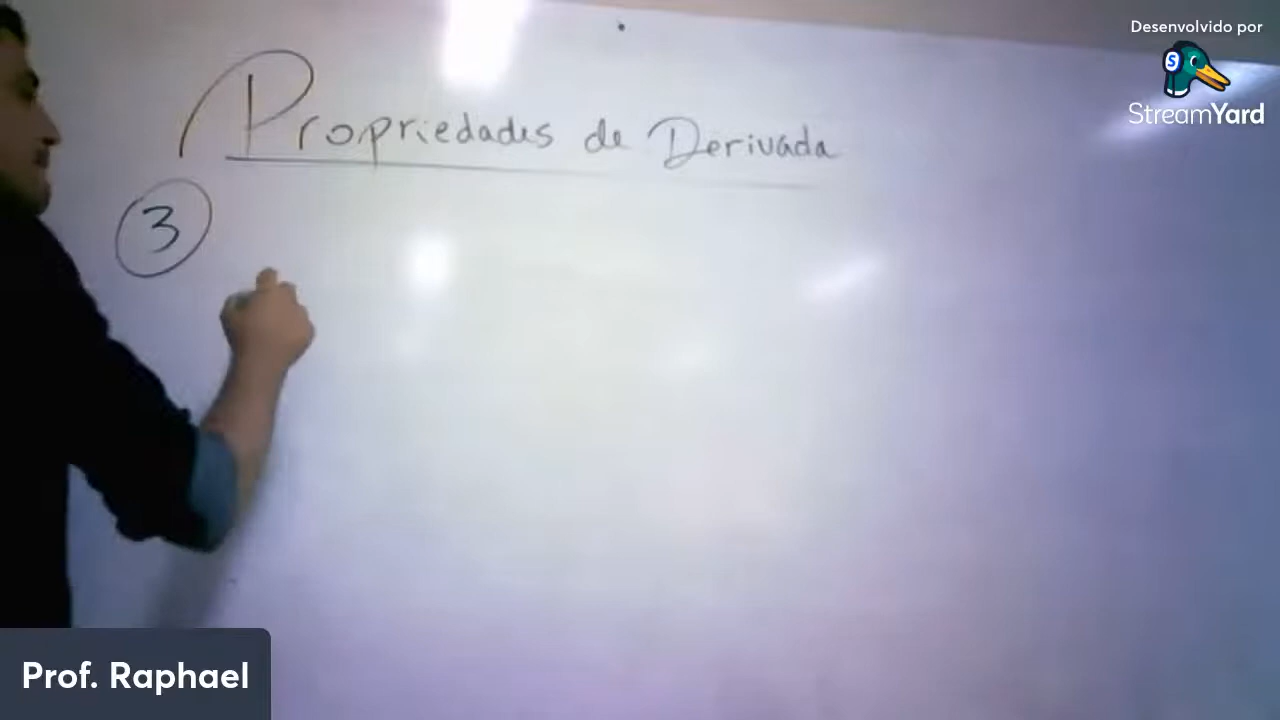 Desenvolvido por
StreamYard
Propriedades de Derivada
3
Prof. Raphael